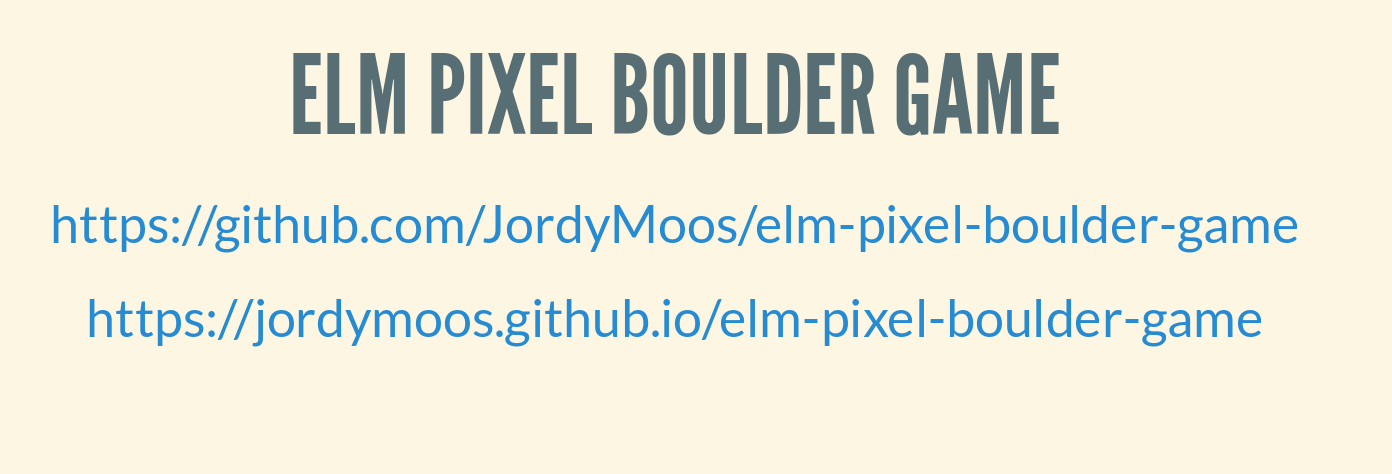 ELM PIXEL BOULDER GAME
https://github.com/JordyMoos/elm-pixel-boulder-game
https://jordymoos.github.io/elm-pixel-boulder-game